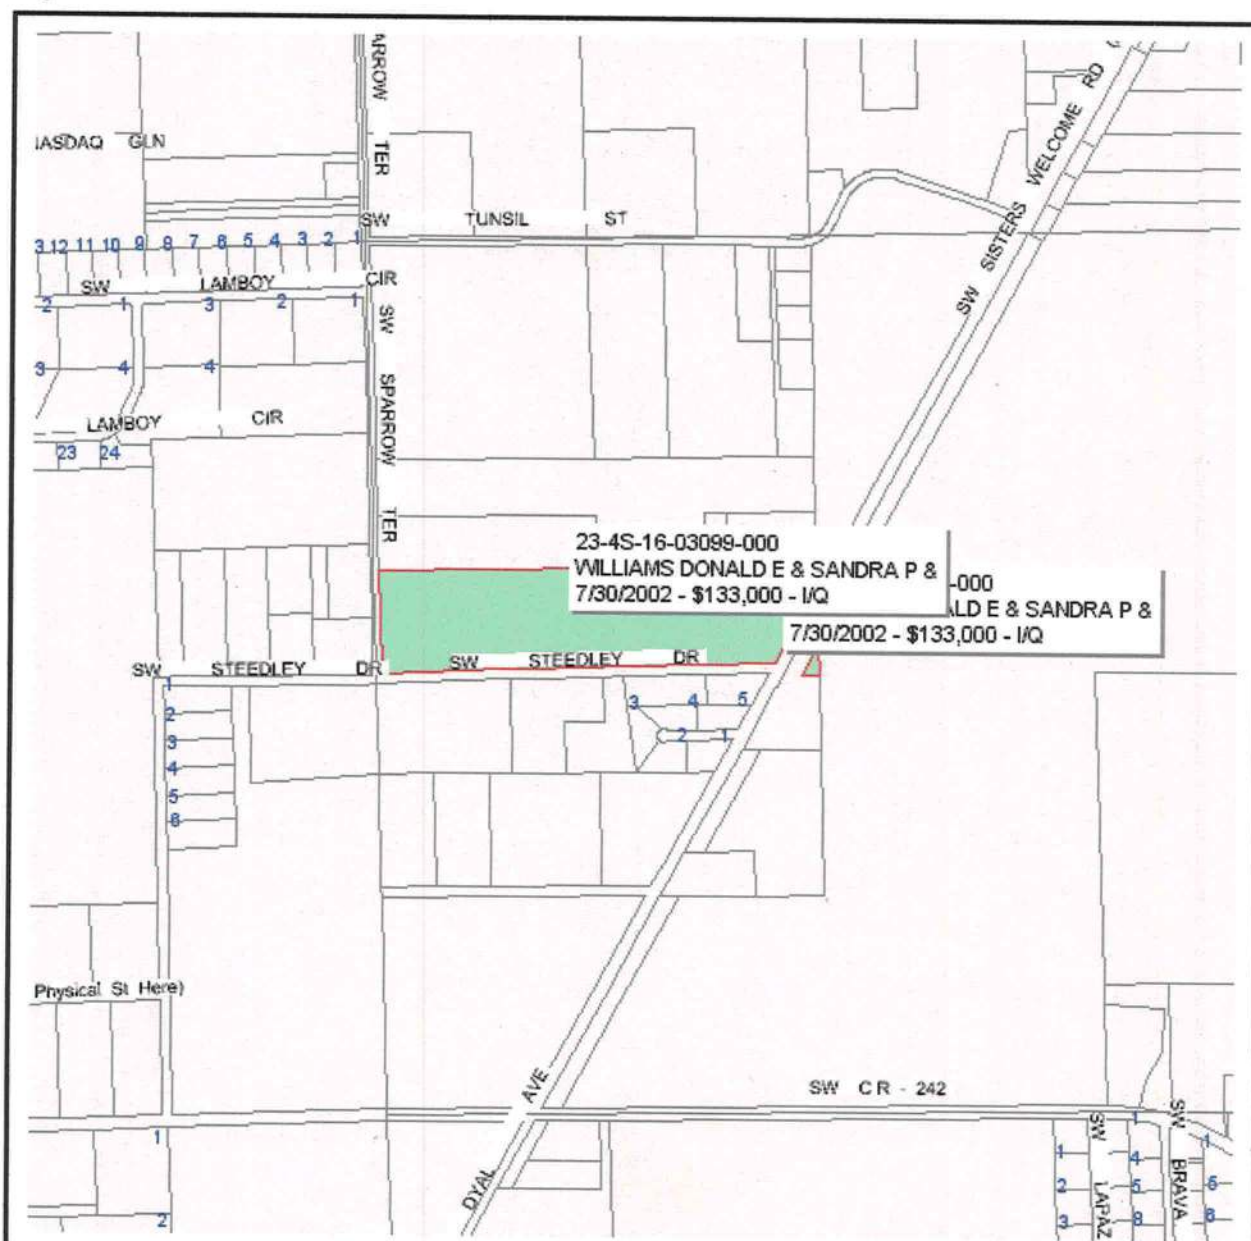 ARROW TER
NASDAQ GLN
SW SISTERS WELCOME RD
SW TUNSIL ST
3 12 11 10 9 8 7 6 5 4 3 2 1
SW LAMBOY CIR
2 1 3 2 1
SW SPARROW TER
3 4 4
LAMBOY CIR
23 24
23-4S-16-03099-000
WILLIAMS DONALD E & SANDRA P &
7/30/2002 - $133,000 - I/Q
-000
ALD E & SANDRA P &
7/30/2002 - $133,000 - I/Q
SW STEEDLEY DR SW STEEDLEY DR
1
2
3
4
5
6
3 4 5
2 1
Physical St Here)
DYAL AVE
SW C R - 242
1
2
1
SW LAPAZ
SW BRAVA
1
2
3
4
5
8
1
6
8